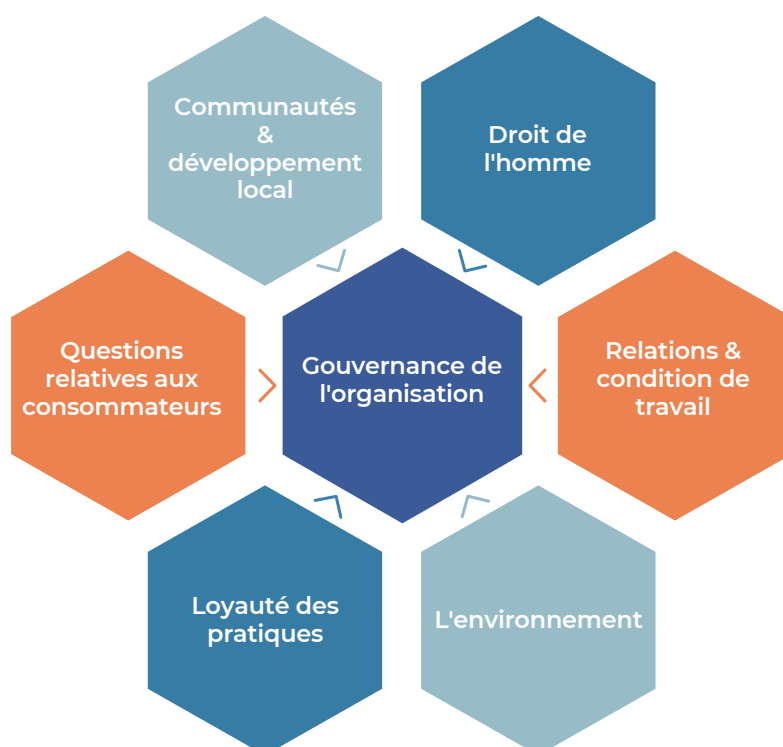 Communautés
&
développement
local
Droit de
l'homme
Questions
relatives aux
consommateurs
Gouvernance de
l'organisation
Relations &
condition de
travail
Loyauté des
pratiques
L'environnement